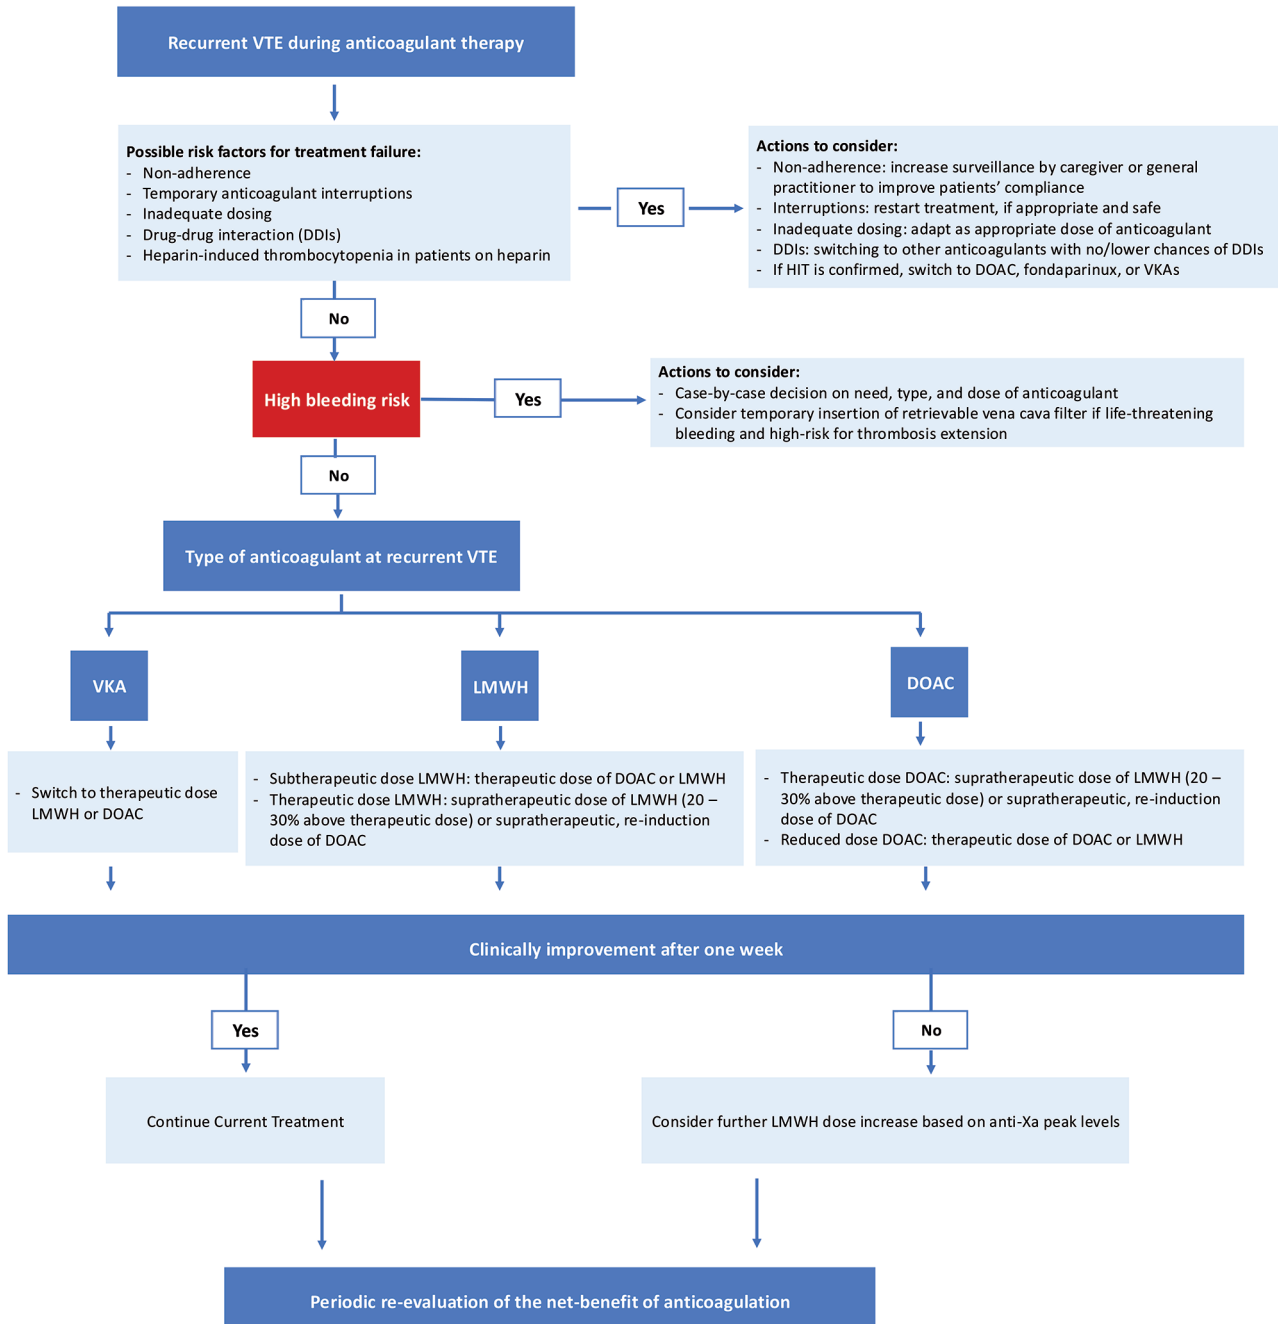 Recurrent VTE during anticoagulant therapy
Possible risk factors for treatment failure:
- Non-adherence
- Temporary anticoagulant interruptions
- Inadequate dosing
- Drug-drug interaction (DDIs)
- Heparin-induced thrombocytopenia in patients on heparin
Yes
Actions to consider:
- Non-adherence: increase surveillance by caregiver or general
practitioner to improve patients’ compliance
- Interruptions: restart treatment, if appropriate and safe
- Inadequate dosing: adapt as appropriate dose of anticoagulant
- DDIs: switching to other anticoagulants with no/lower chances of DDIs
- If HIT is confirmed, switch to DOAC, fondaparinux, or VKAs
No
High bleeding risk
Yes
Actions to consider:
- Case-by-case decision on need, type, and dose of anticoagulant
- Consider temporary insertion of retrievable vena cava filter if life-threatening
bleeding and high-risk for thrombosis extension
No
Type of anticoagulant at recurrent VTE
VKA
LMWH
DOAC
- Switch to therapeutic dose
LMWH or DOAC
- Subtherapeutic dose LMWH: therapeutic dose of DOAC or LMWH
- Therapeutic dose LMWH: supratherapeutic dose of LMWH (20 –
30% above therapeutic dose) or supratherapeutic, re-induction
dose of DOAC
- Therapeutic dose DOAC: supratherapeutic dose of LMWH (20 –
30% above therapeutic dose) or supratherapeutic, re-induction
dose of DOAC
- Reduced dose DOAC: therapeutic dose of DOAC or LMWH
Clinically improvement after one week
Yes
No
Continue Current Treatment
Consider further LMWH dose increase based on anti-Xa peak levels
Periodic re-evaluation of the net-benefit of anticoagulation